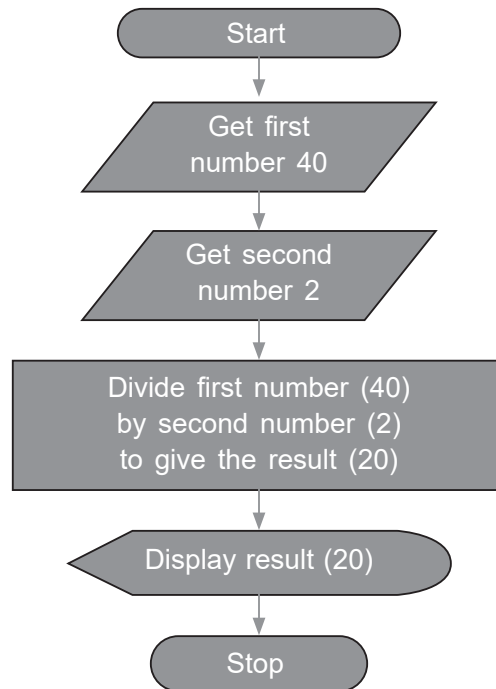 Start
Get first
number 40
Get second
number 2
Divide first number (40)
by second number (2)
to give the result (20)
Display result (20)
Stop